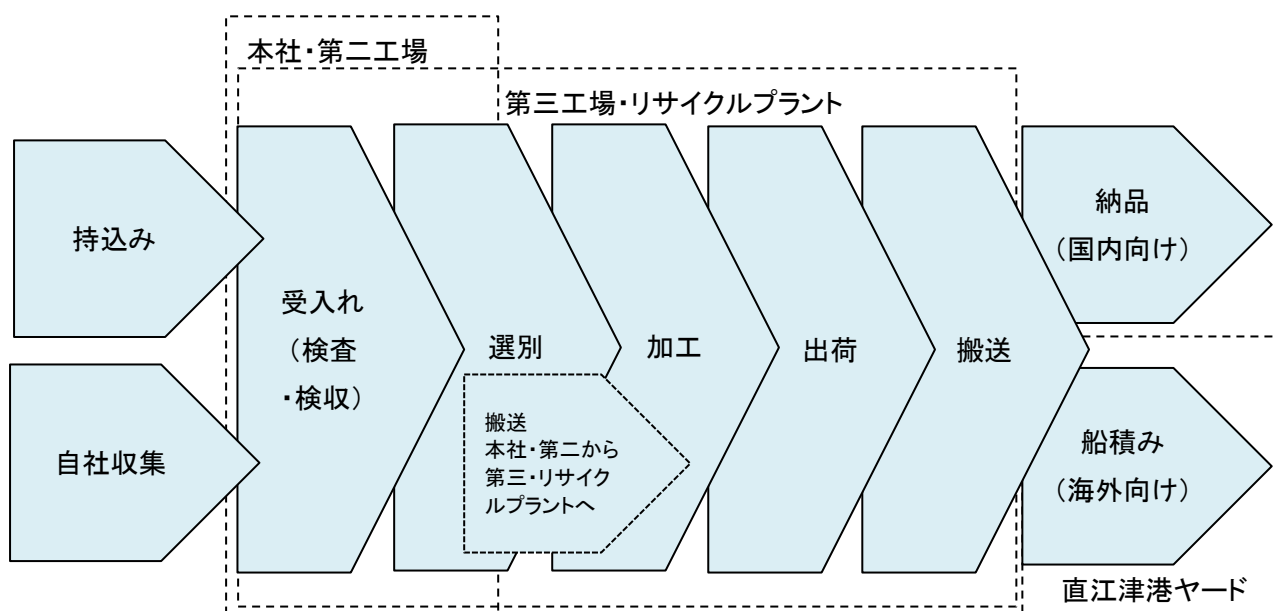 本社・第二工場
第三工場・リサイクルプラント
持込み
自社収集
受入れ
（検査
・検収）
選別
搬送
本社・第二から
第三・リサイク
ルプラントへ
加工
出荷
搬送
納品
（国内向け）
船積み
（海外向け）
直江津港ヤード